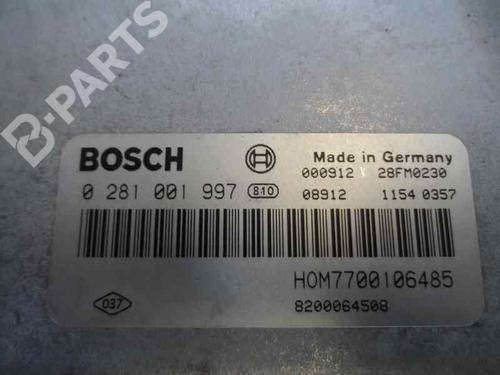 B-PARTS
BOSCH
Made in Germany
000912 28FM0230
0 281 001 997 810
08912 1154 0357
HOM7700106485
037
8200064508